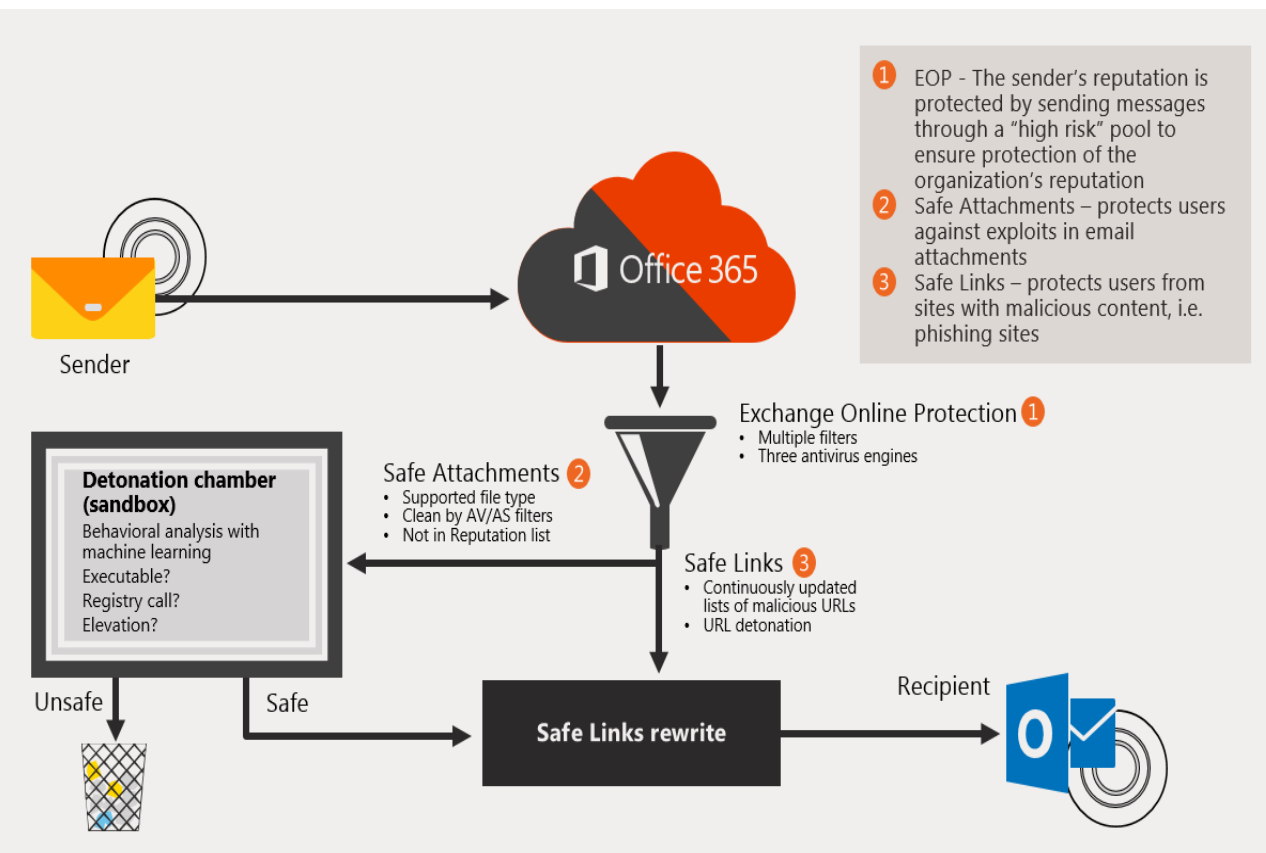 1 EOP - The sender's reputation is
protected by sending messages
through a “high risk” pool to
ensure protection of the
organization's reputation
2 Safe Attachments – protects users
against exploits in email
attachments
3 Safe Links – protects users from
sites with malicious content, i.e.
phishing sites
Office 365
Sender
Exchange Online Protection 1
• Multiple filters
• Three antivirus engines
Safe Attachments 2
• Supported file type
• Clean by AV/AS filters
• Not in Reputation list
Detonation chamber
(sandbox)
Behavioral analysis with
machine learning
Executable?
Registry call?
Elevation?
Safe Links 3
• Continuously updated
lists of malicious URLs
• URL detonation
Unsafe
Safe
Safe Links rewrite
Recipient
O